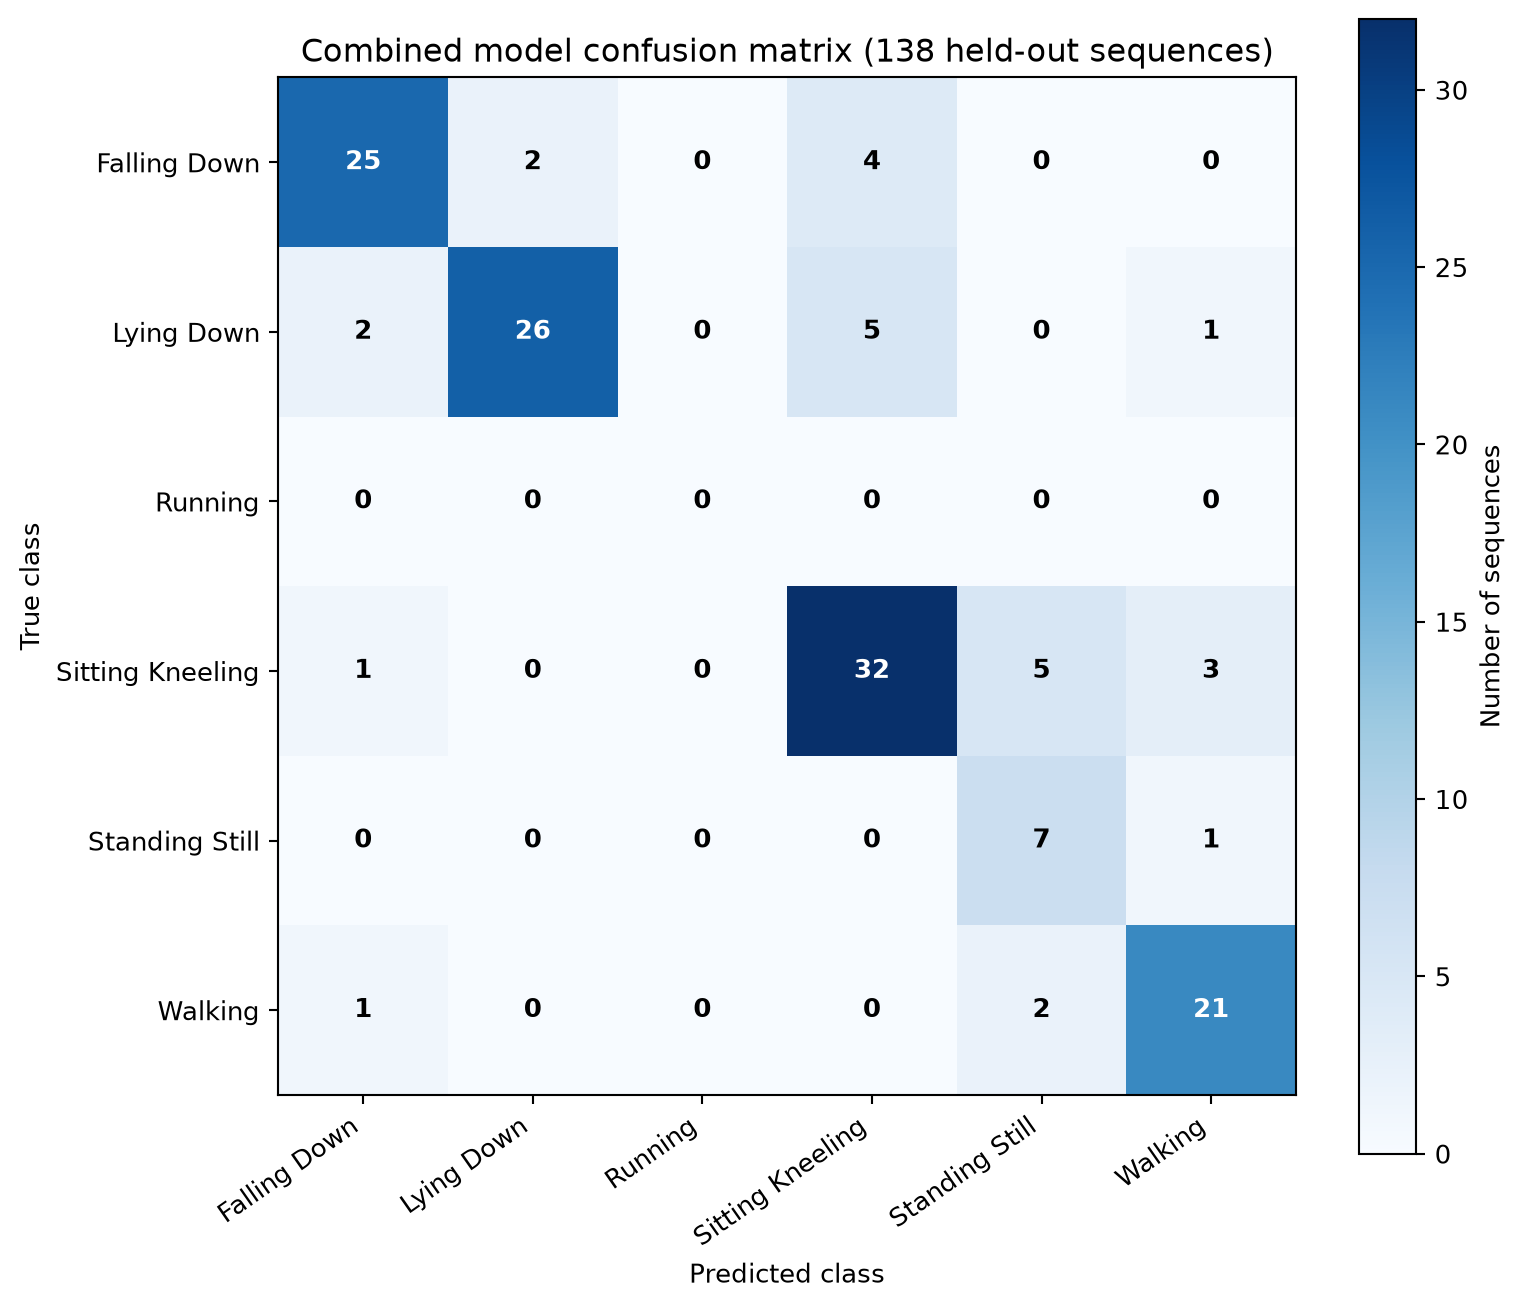 Combined model confusion matrix (138 held-out sequences)
Falling Down 25 2 0 4 0 0
Lying Down 2 26 0 5 0 1
Running 0 0 0 0 0 0
Sitting Kneeling 1 0 0 32 5 3
Standing Still 0 0 0 0 7 1
Walking 1 0 0 0 2 21
True class
Falling Down Lying Down Running Sitting Kneeling Standing Still Walking
Predicted class
30
25
20
15
10
5
0
Number of sequences